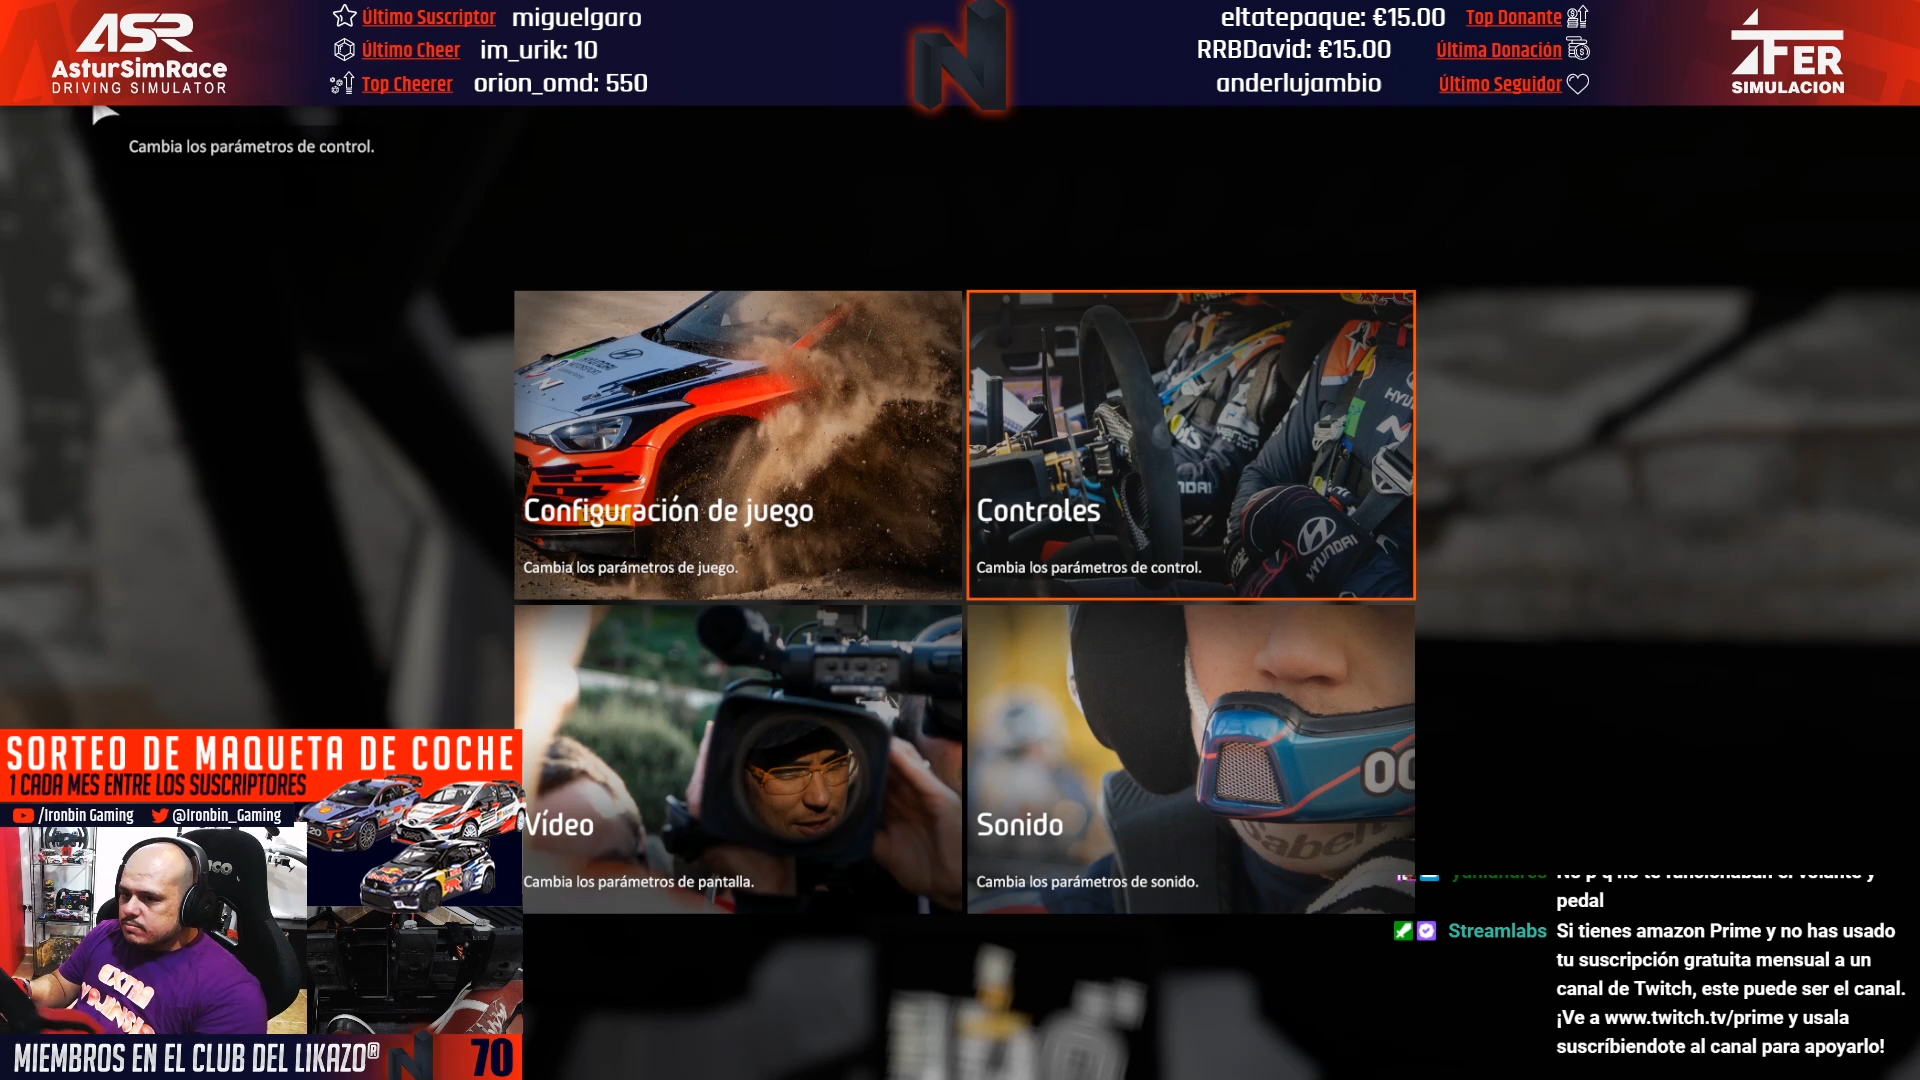 ASR
AsturSimRace
DRIVING SIMULATOR
Último Suscriptor miguelgaro
Último Cheer im_urik: 10
Top Cheerer orion_omd: 550
eltatepaque: €15.00 Top Donante
RRBDavid: €15.00 Última Donación
anderlujambio Último Seguidor
FER
SIMULACION
Cambia los parámetros de control.
Configuración de juego
Cambia los parámetros de juego.
Controles
Cambia los parámetros de control.
HYUNDAI
Vídeo
Cambia los parámetros de pantalla.
Sonido
Cambia los parámetros de sonido.
SORTEO DE MAQUETA DE COCHE
1 CADA MES ENTRE LOS SUSCRIPTORES
/Ironbin Gaming @Ironbin_Gaming
MIEMBROS EN EL CLUB DEL LIKAZO® 70
pedal
Streamlabs Si tienes amazon Prime y no has usado
tu suscripción gratuita mensual a un
canal de Twitch, este puede ser el canal.
¡Ve a www.twitch.tv/prime y usala
suscríbiendote al canal para apoyarlo!